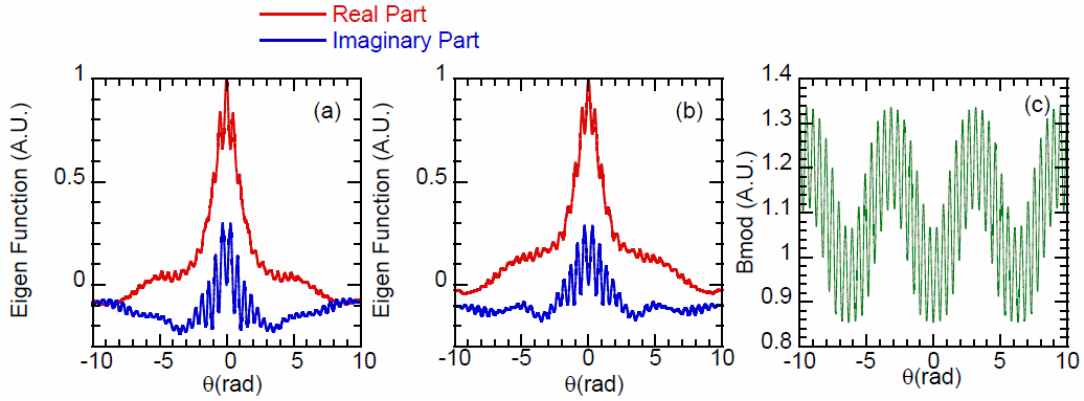 Real Part
Imaginary Part
Eigen Function (A.U.)
1
0.5
0
(a)
-10 -5 0 5 10
θ(rad)
Eigen Function (A.U.)
1
0.5
0
(b)
-10 -5 0 5 10
θ(rad)
Bmod (A.U.)
1.4
1.3
1.2
1.1
1.0
0.9
0.8
(c)
-10 -5 0 5 10
θ(rad)